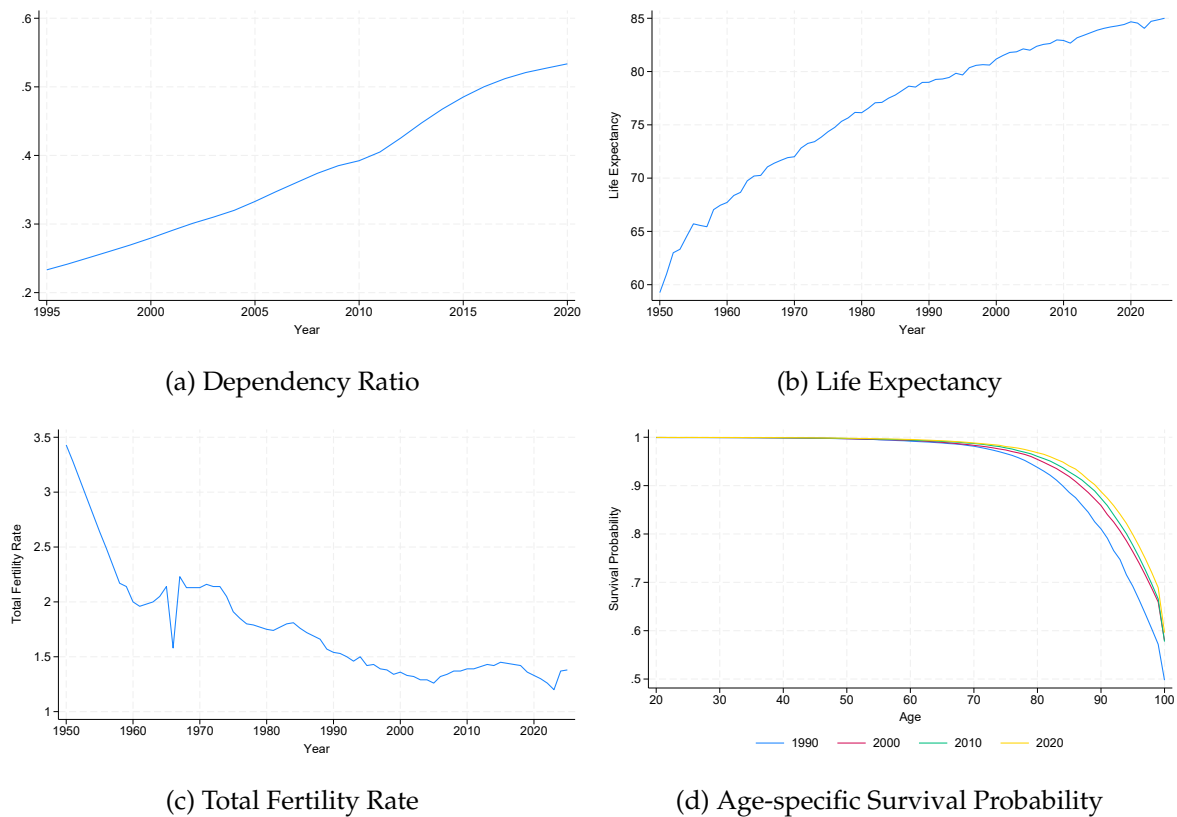 .6
.5
.4
.3
.2
1995 2000 2005 2010 2015 2020
Year
(a) Dependency Ratio
85
80
75
70
65
60
Life Expectancy
1950 1960 1970 1980 1990 2000 2010 2020
Year
(b) Life Expectancy
3.5
3
2.5
2
1.5
1
Total Fertility Rate
1950 1960 1970 1980 1990 2000 2010 2020
Year
(c) Total Fertility Rate
1
.9
.8
.7
.6
.5
Survival Probability
20 30 40 50 60 70 80 90 100
Age
1990 2000 2010 2020
(d) Age-specific Survival Probability